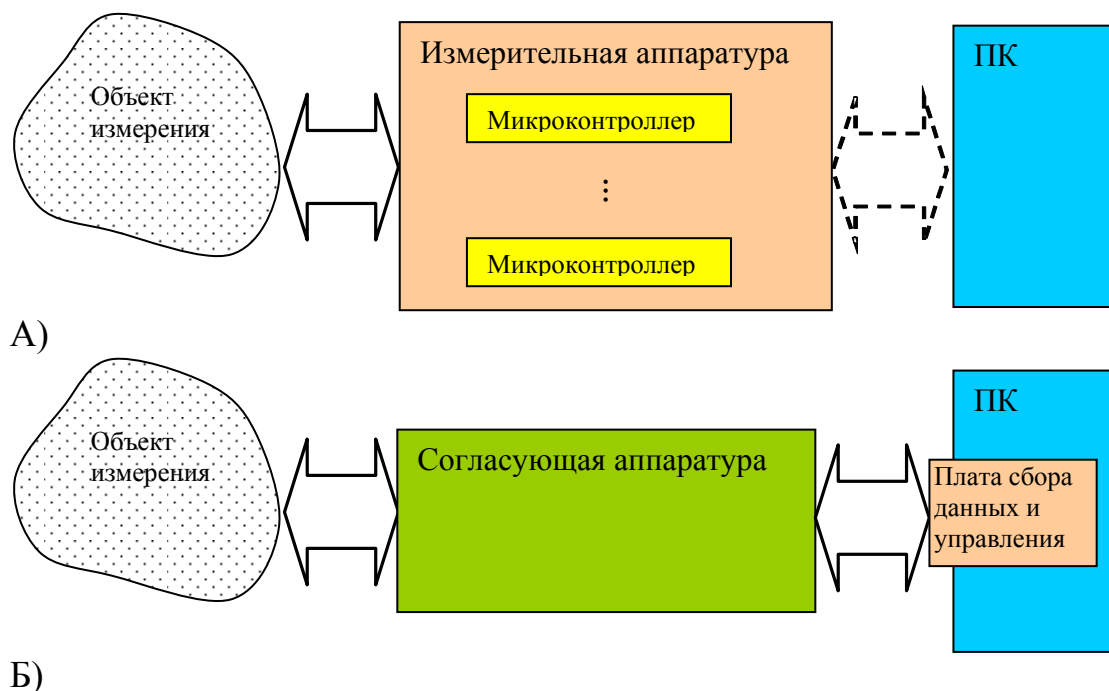 Объект
измерения
Измерительная аппаратура
Микроконтроллер
...
Микроконтроллер
ПК
А)
Объект
измерения
Согласующая аппаратура
ПК
Плата сбора
данных и
управления
Б)